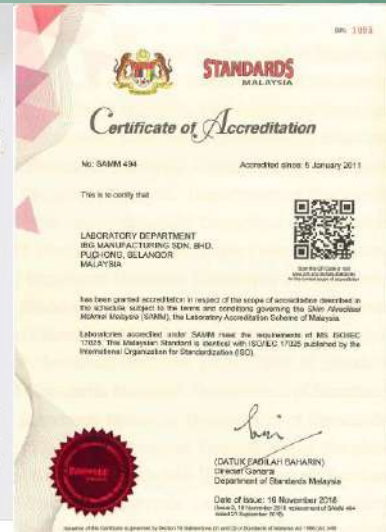 1093
STANDARDS
MALAYSIA
Certificate of Accreditation
No: SAMM 494
Accredited since: 5 January 2011
This is to certify that
LABORATORY DEPARTMENT
IBG MANUFACTURING SDN. BHD.
PUCHONG, SELANGOR
MALAYSIA
has been granted accreditation in respect of the scope of accreditation described in
the schedule subject to the terms and conditions governing the Skim Akreditasi
Makmal Malaysia (SAMM), the Laboratory Accreditation Scheme of Malaysia.
Laboratories accredited under SAMM meet the requirements of MS ISO/IEC
17025. This Malaysian Standard is identical with ISO/IEC 17025 published by the
International Organization for Standardization (ISO).
(DATUK FADILAH BAHARIN)
Director General
Department of Standards Malaysia
Date of issue: 16 November 2016